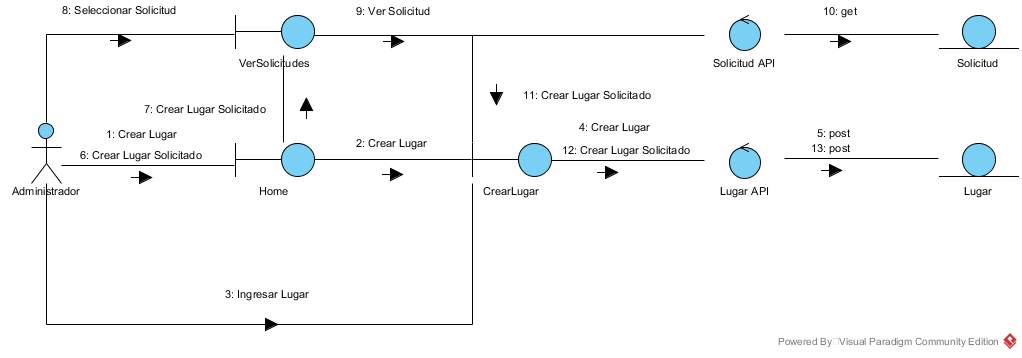 8: Seleccionar Solicitud
9: Ver Solicitud
10: get
VerSolicitudes
Solicitud API
Solicitud
7: Crear Lugar Solicitado
11: Crear Lugar Solicitado
1: Crear Lugar
6: Crear Lugar Solicitado
2: Crear Lugar
4: Crear Lugar
12: Crear Lugar Solicitado
5: post
13: post
Administrador
Home
CrearLugar
Lugar API
Lugar
3: Ingresar Lugar
Powered By Visual Paradigm Community Edition